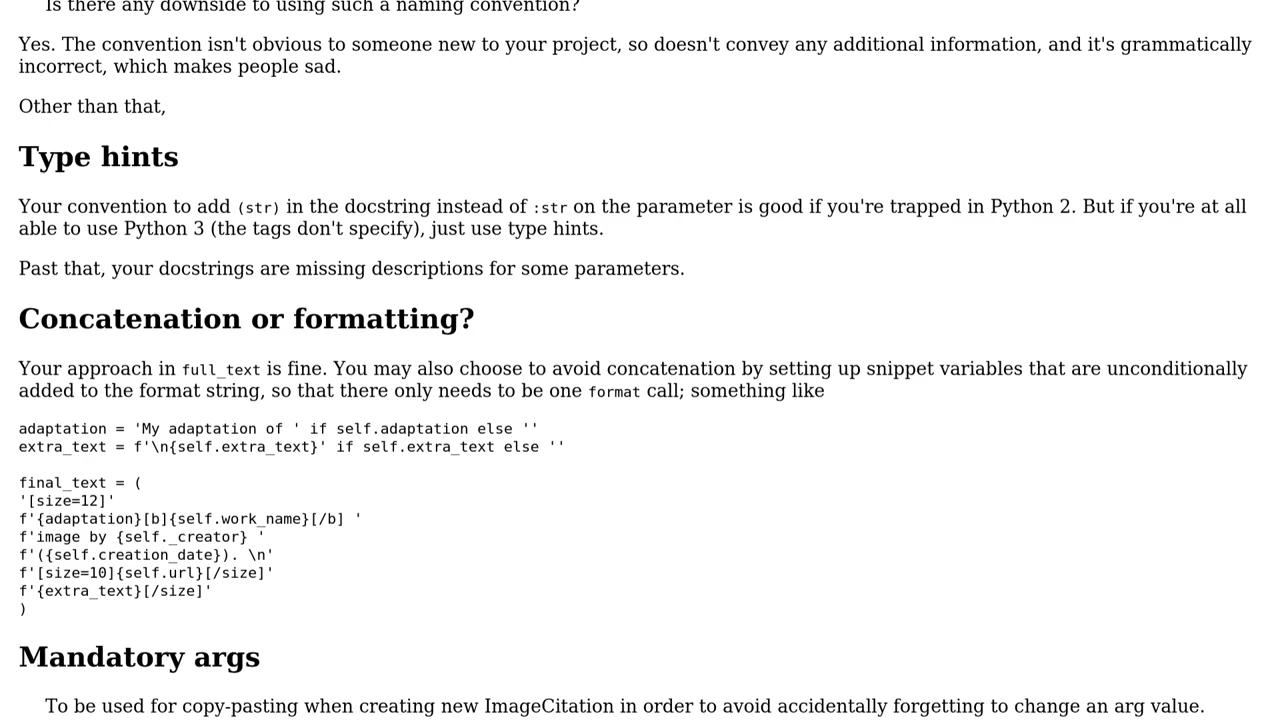 Is there any downside to using such a naming convention?
Yes. The convention isn't obvious to someone new to your project, so doesn't convey any additional information, and it's grammatically
incorrect, which makes people sad.
Other than that,
Type hints
Your convention to add (str) in the docstring instead of :str on the parameter is good if you're trapped in Python 2. But if you're at all
able to use Python 3 (the tags don't specify), just use type hints.
Past that, your docstrings are missing descriptions for some parameters.
Concatenation or formatting?
Your approach in full_text is fine. You may also choose to avoid concatenation by setting up snippet variables that are unconditionally
added to the format string, so that there only needs to be one format call; something like
adaptation = 'My adaptation of ' if self.adaptation else ''
extra_text = f'\n{self.extra_text}' if self.extra_text else ''
final_text = (
'[size=12]'
f'{adaptation}[b]{self.work_name}[/b] '
f'image by {self._creator} '
f'({self.creation_date}). \n'
f'[size=10]{self.url}[/size]'
f'{extra_text}[/size]'
)
Mandatory args
To be used for copy-pasting when creating new ImageCitation in order to avoid accidentally forgetting to change an arg value.